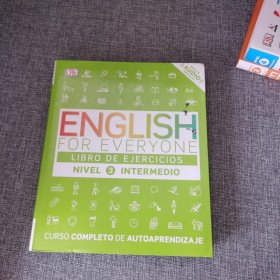 AUDIO
DK
ENGLISH
FOR EVERYONE
LIBRO DE EJERCICIOS
NIVEL 3 INTERMEDIO
CURSO COMPLETO DE AUTOAPRENDIZAJE